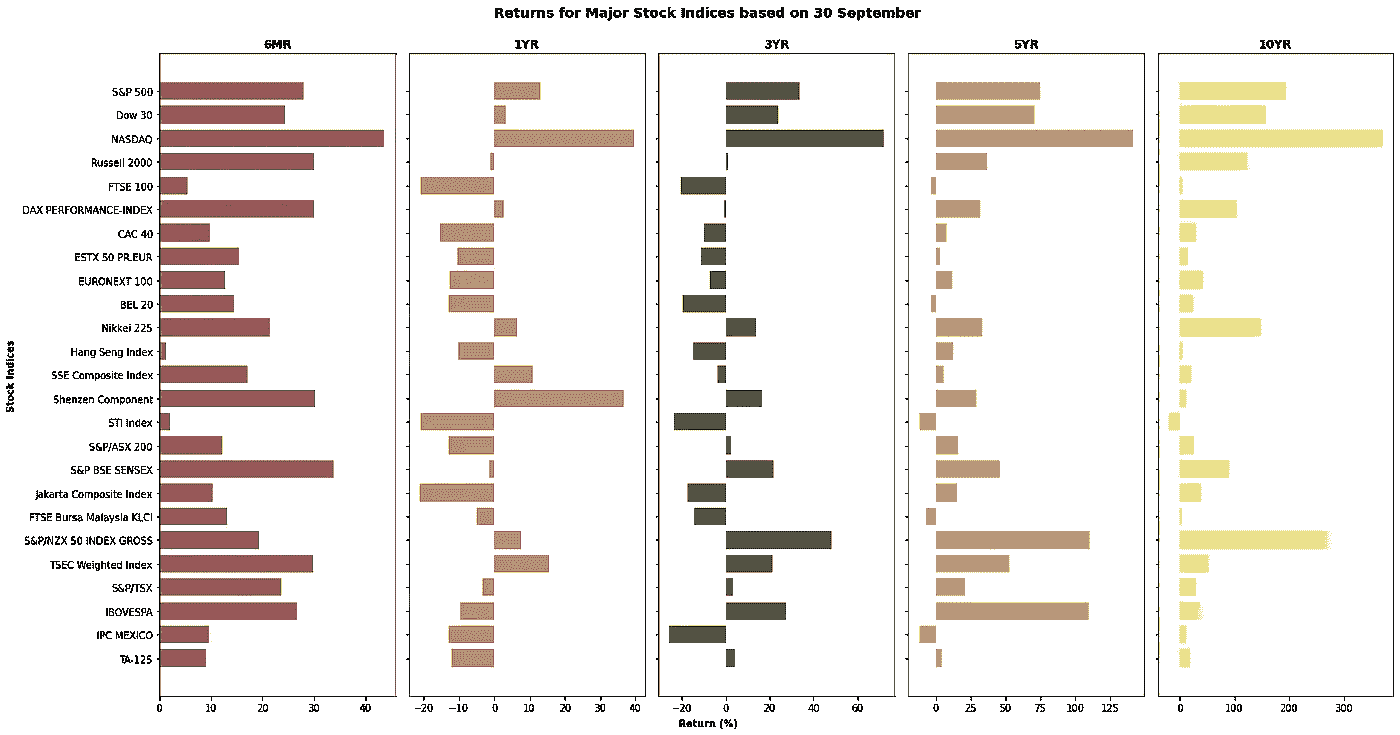 Returns for Major Stock Indices based on 30 September
6MR 1YR 3YR 5YR 10YR
S&P 500
Dow 30
NASDAQ
Russell 2000
FTSE 100
DAX PERFORMANCE-INDEX
CAC 40
ESTX 50 PR.EUR
EURONEXT 100
BEL 20
Nikkei 225
Hang Seng Index
SSE Composite Index
Shenzen Component
STI Index
S&P/ASX 200
S&P BSE SENSEX
Jakarta Composite Index
FTSE Bursa Malaysia KLCI
S&P/NZX 50 INDEX GROSS
TSEC Weighted Index
S&P/TSX
IBOVESPA
IPC MEXICO
TA-125
Stock Indices
0 10 20 30 40 −20 −10 0 10 20 30 40 −20 0 20 40 60 0 25 50 75 100 125 0 100 200 300
Return (%)